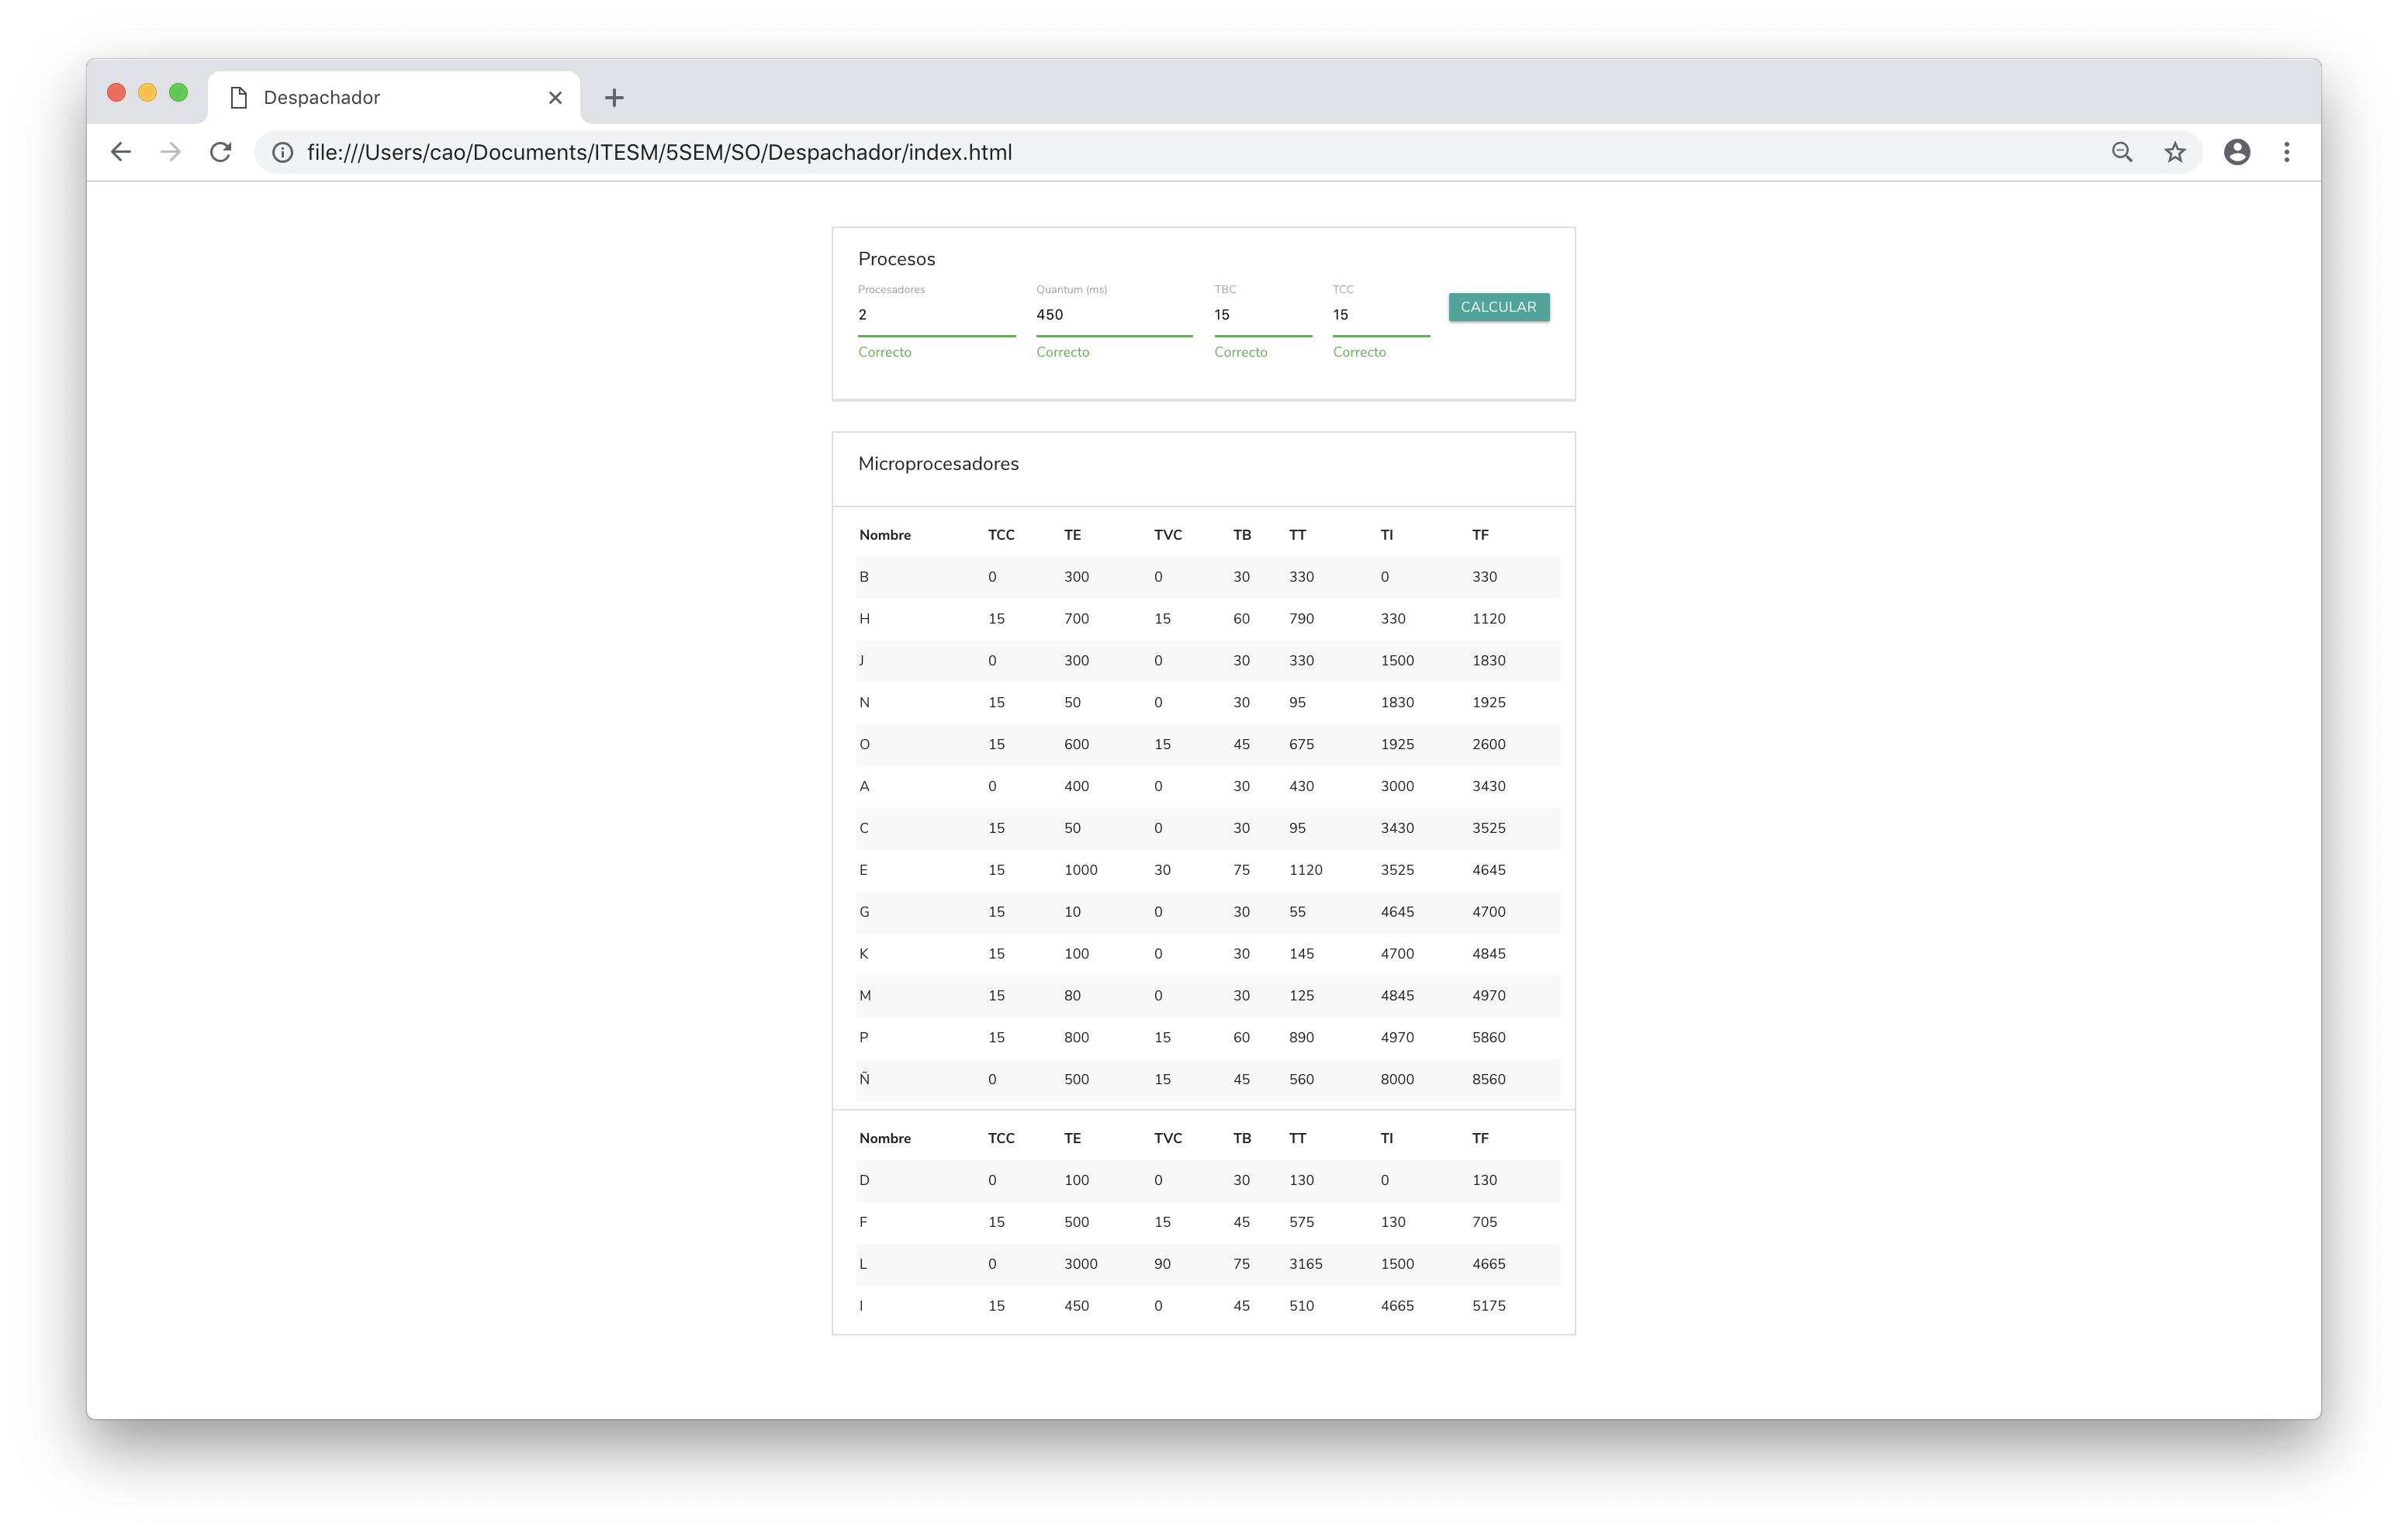 Despachador
file:///Users/cao/Documents/ITESM/5SEM/SO/Despachador/index.html
Procesos
Procesadores Quantum (ms) TBC TCC
2 450 15 15 CALCULAR
Correcto Correcto Correcto Correcto
Microprocesadores
Nombre TCC TE TVC TB TT TI TF
B 0 300 0 30 330 0 330
H 15 700 15 60 790 330 1120
J 0 300 0 30 330 1500 1830
N 15 50 0 30 95 1830 1925
O 15 600 15 45 675 1925 2600
A 0 400 0 30 430 3000 3430
C 15 50 0 30 95 3430 3525
E 15 1000 30 75 1120 3525 4645
G 15 10 0 30 55 4645 4700
K 15 100 0 30 145 4700 4845
M 15 80 0 30 125 4845 4970
P 15 800 15 60 890 4970 5860
Ñ 0 500 15 45 560 8000 8560
Nombre TCC TE TVC TB TT TI TF
D 0 100 0 30 130 0 130
F 15 500 15 45 575 130 705
L 0 3000 90 75 3165 1500 4665
I 15 450 0 45 510 4665 5175